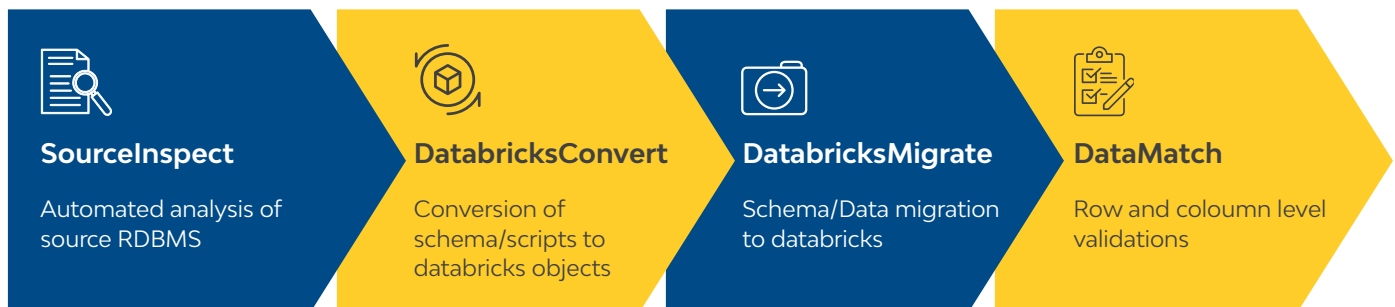 SourceInspect
Automated analysis of
source RDBMS
DatabricksConvert
Conversion of
schema/scripts to
databricks objects
DatabricksMigrate
Schema/Data migration
to databricks
DataMatch
Row and coloumn level
validations